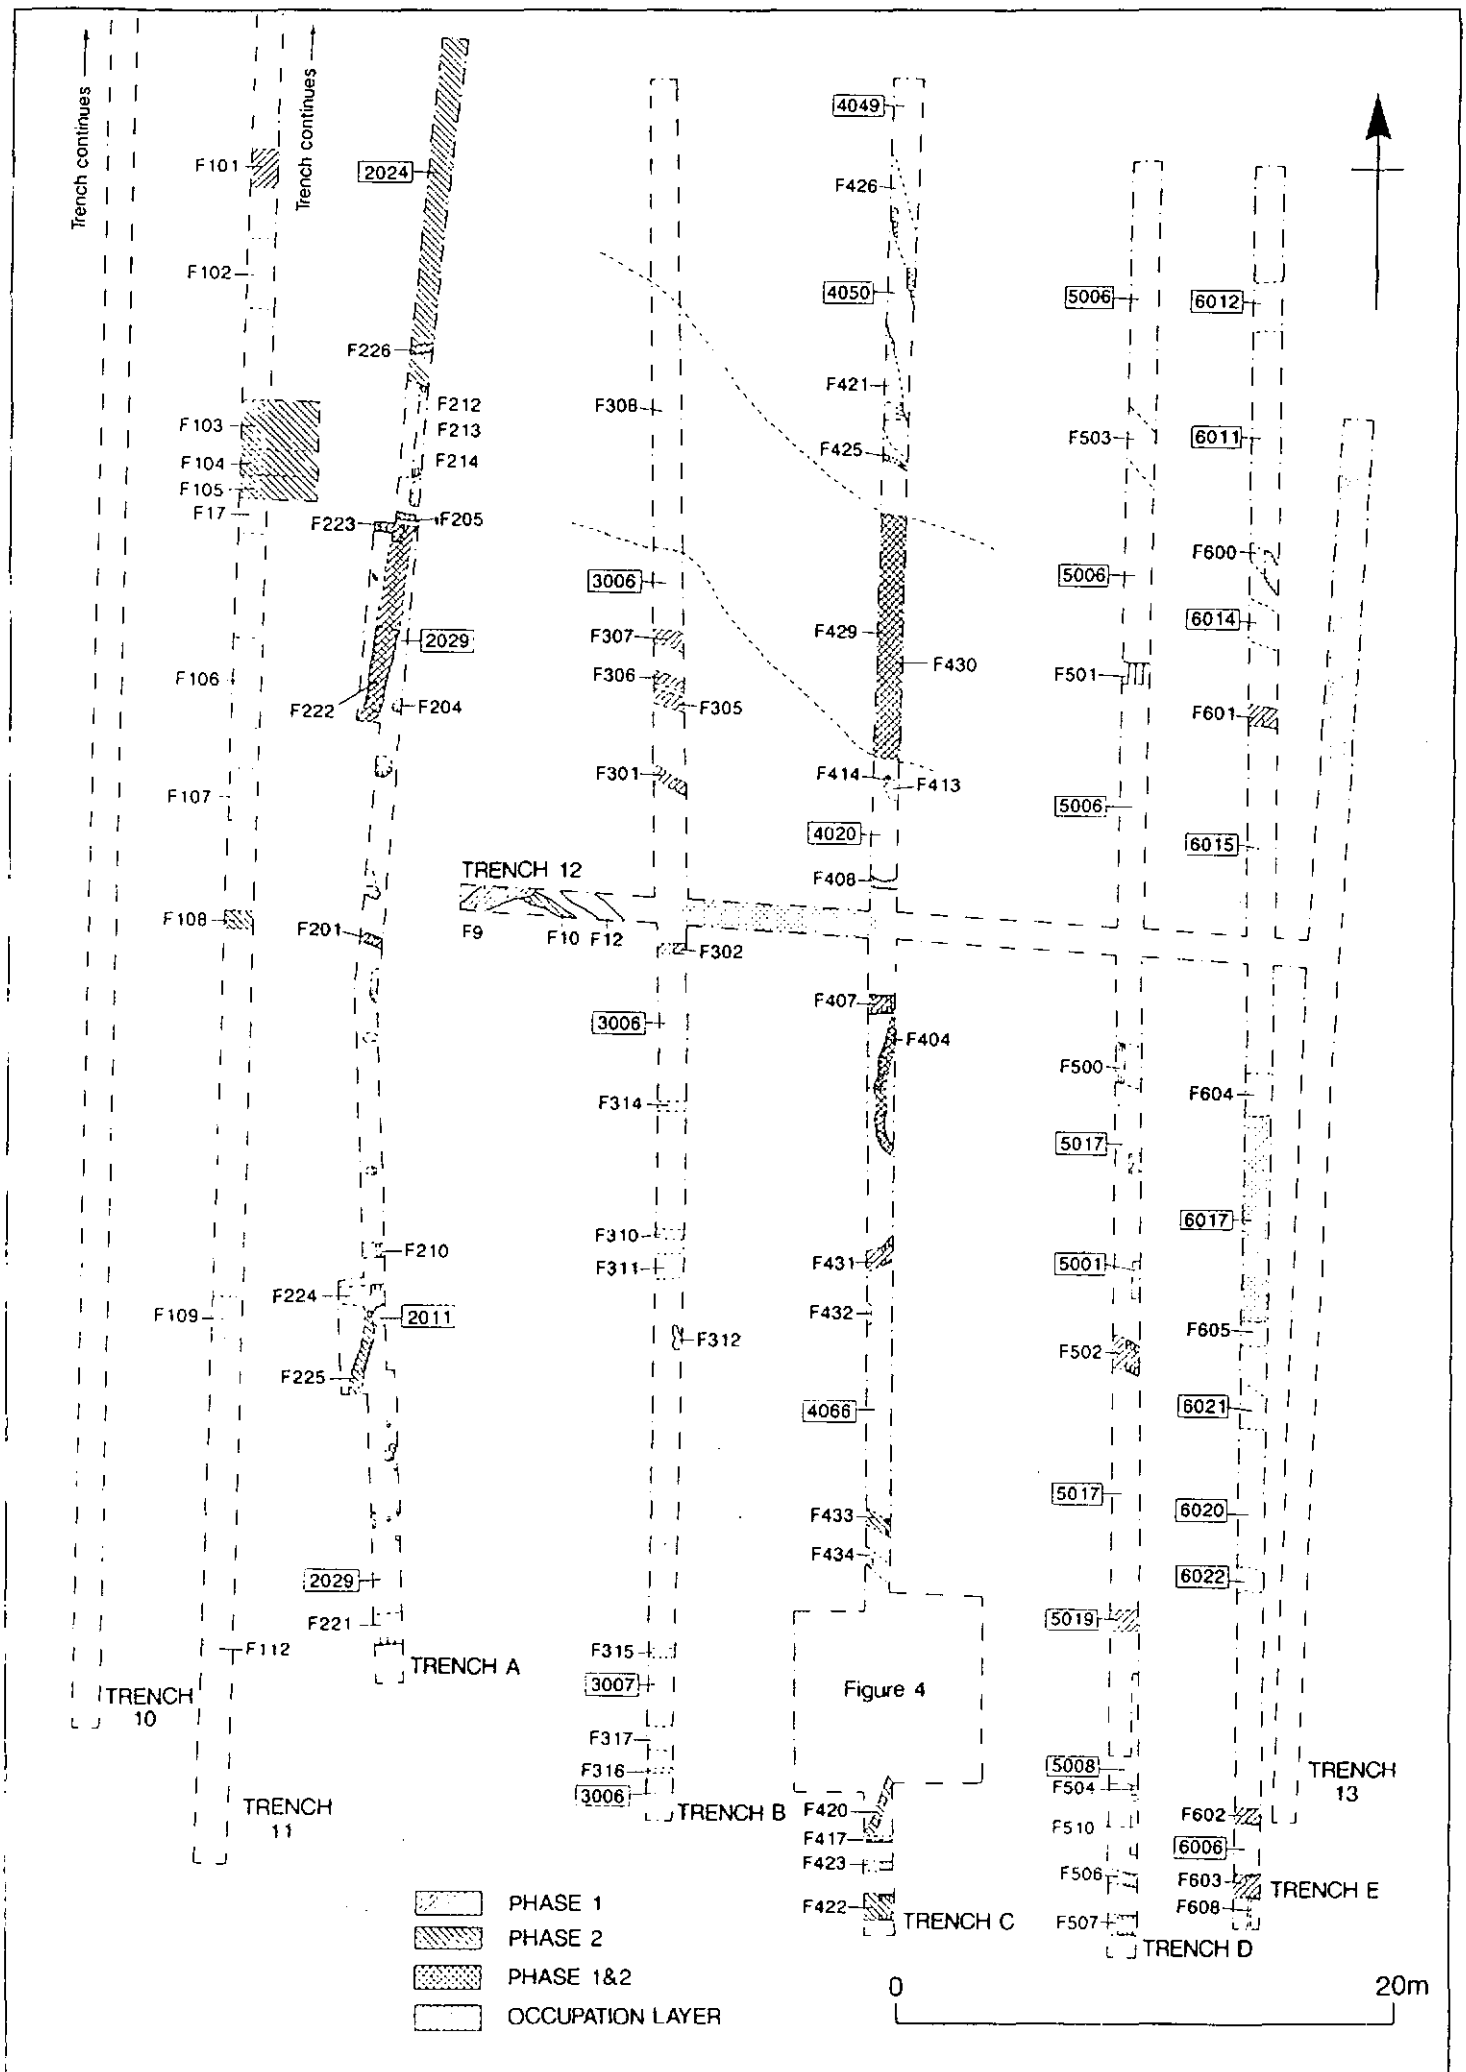 Trench continues
Trench continues
F101
F102
F103
F104
F105
F17
F106
F107
F108
F109
F112
TRENCH
10
TRENCH
11
2024
F226
F212
F213
F214
F223
F205
2029
F222
F204
F201
F210
F224
2011
F225
2029
F221
TRENCH A
TRENCH 12
F9
F10
F12
F308
3006
F307
F306
F305
F301
F302
3006
F314
F310
F311
F312
F315
3007
F317
F316
3006
TRENCH B
4049
F426
4050
F421
F425
F429
F430
F414
F413
4020
F408
F407
F404
F431
F432
4066
F433
F434
Figure 4
F420
F417
F423
F422
TRENCH C
5006
F503
5006
F501
5006
F500
5017
5001
F502
5017
5019
5008
F504
F510
F506
F507
TRENCH D
6012
6011
F600
6014
F601
6015
F604
6017
F605
6021
6020
6022
F602
6006
F603
F608
TRENCH E
TRENCH
13
PHASE 1
PHASE 2
PHASE 1&2
OCCUPATION LAYER
0
20m